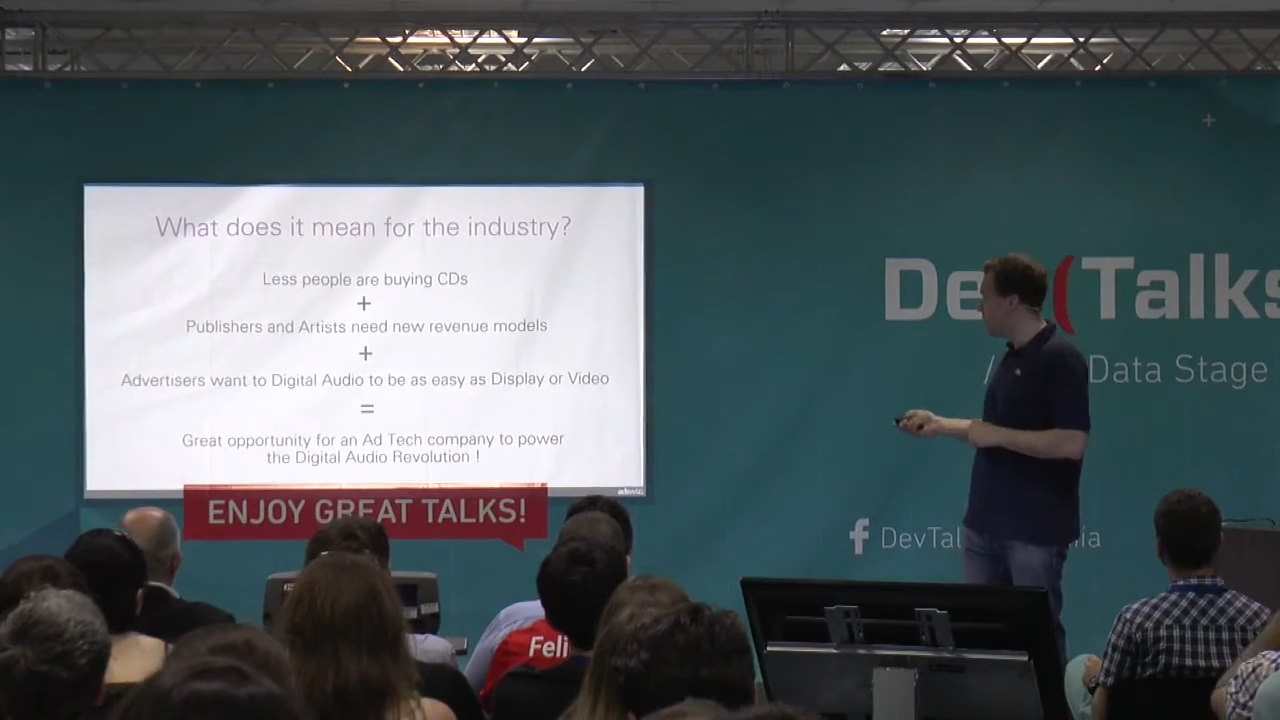 What does it mean for the industry?
Less people are buying CDs
+
Publishers and Artists need new revenue models
+
Advertisers want to Digital Audio to be as easy as Display or Video
=
Great opportunity for an Ad Tech company to power
the Digital Audio Revolution !
adswizz
ENJOY GREAT TALKS!
De (Talks
Data Stage
f DevTal
Feli